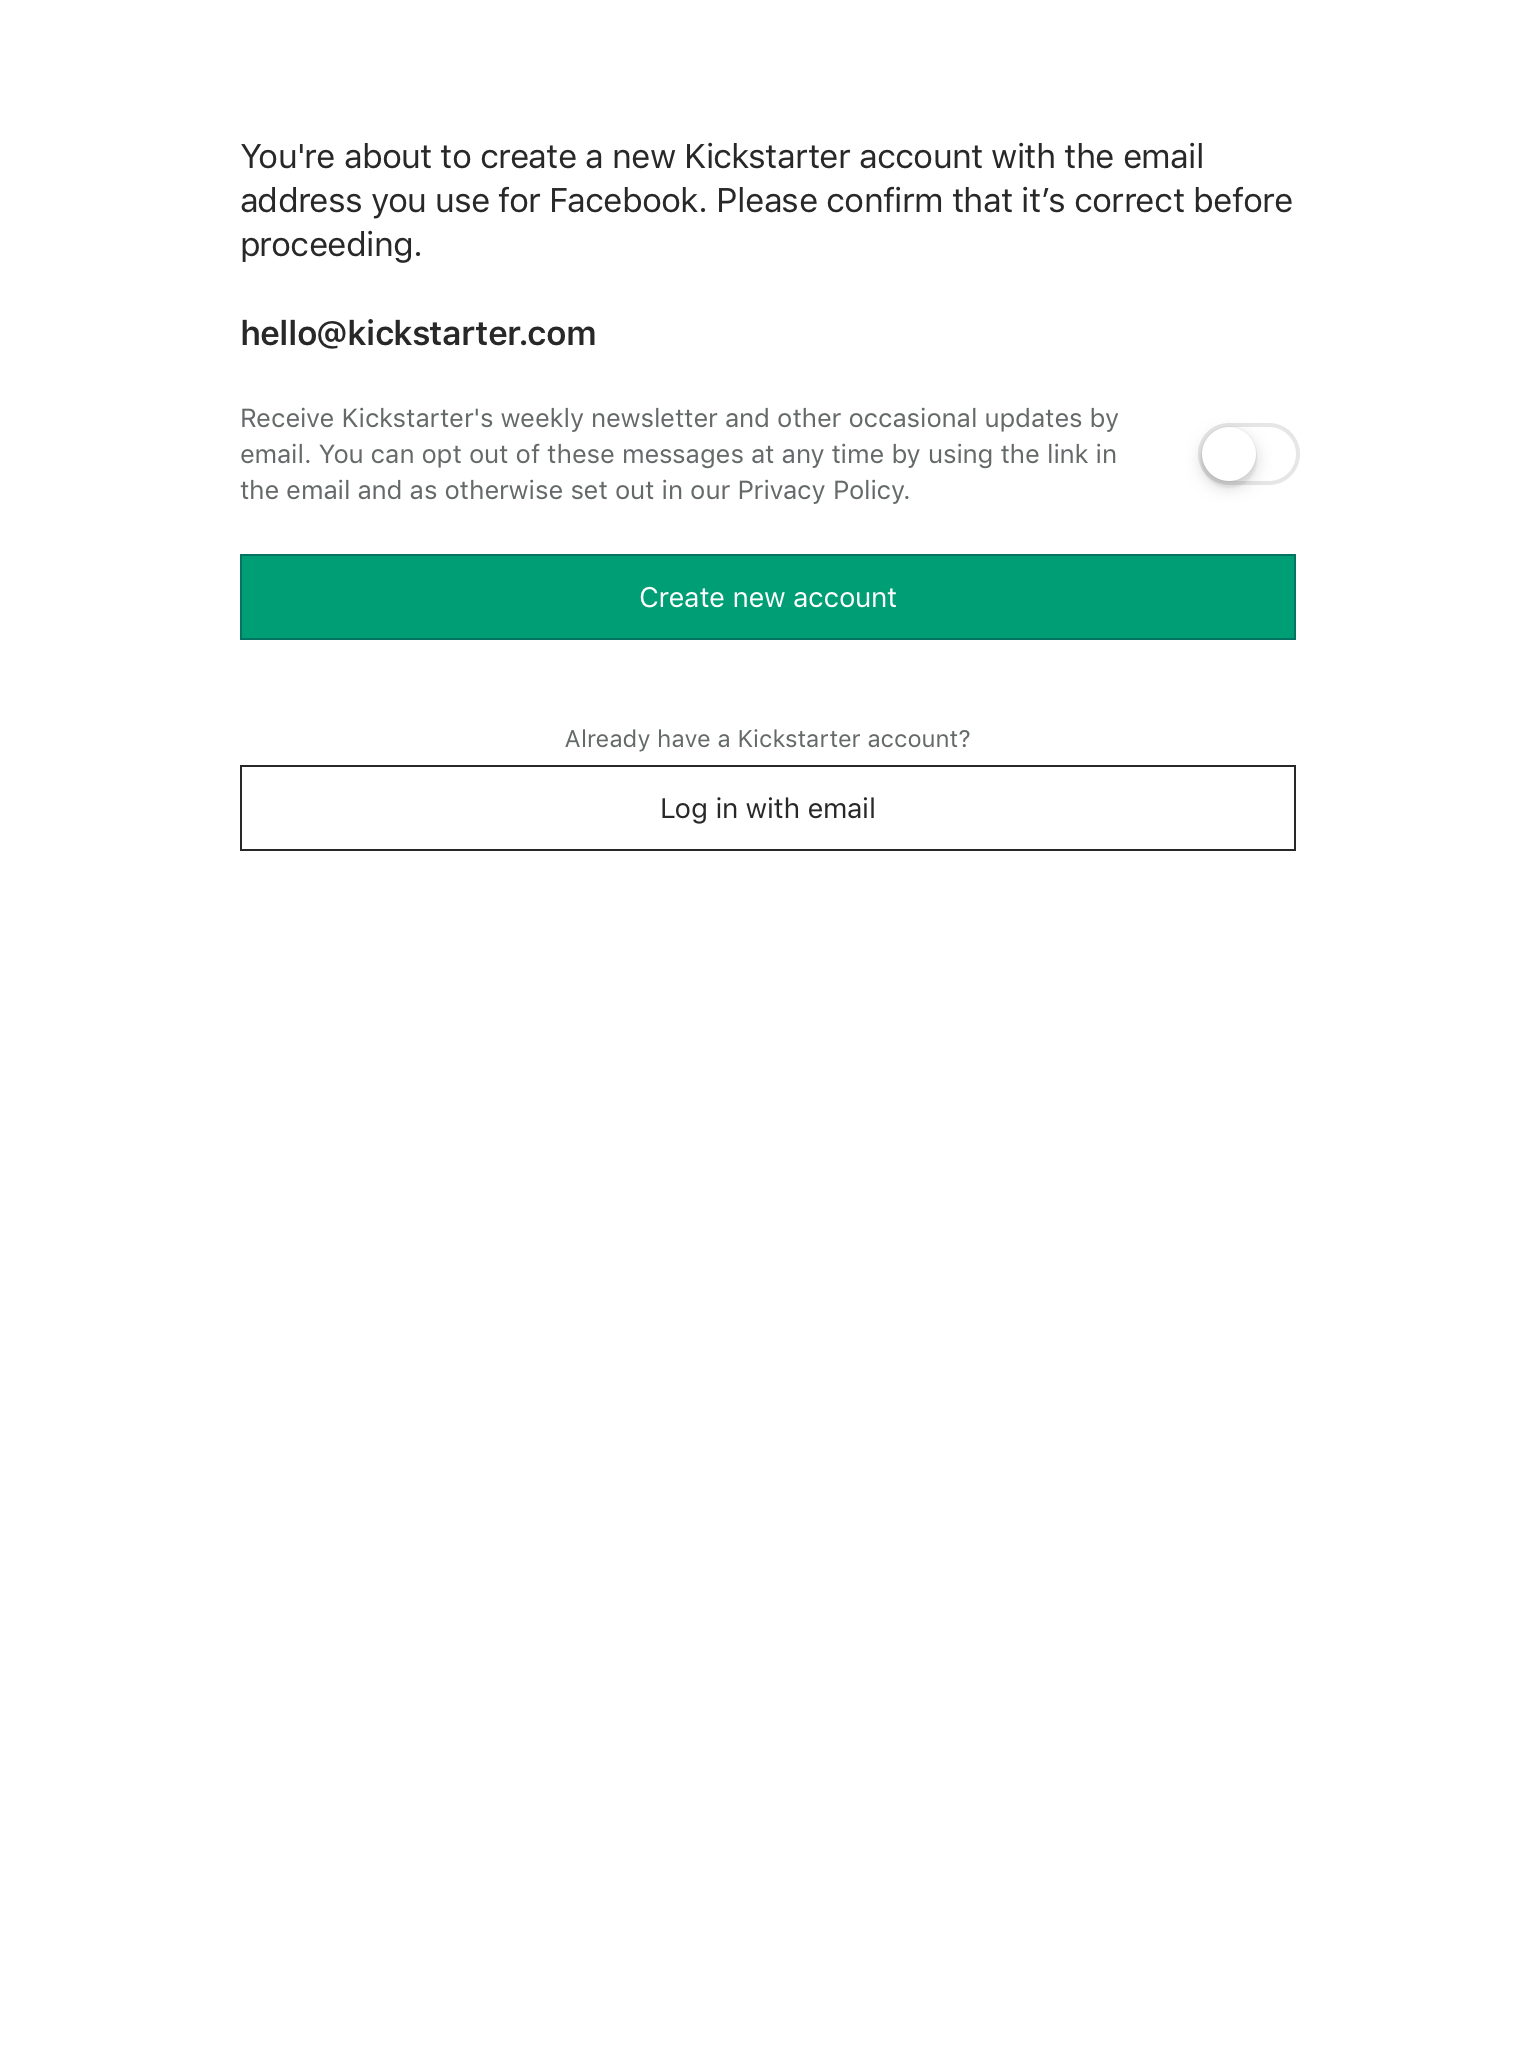 You're about to create a new Kickstarter account with the email
address you use for Facebook. Please confirm that it’s correct before
proceeding.
hello@kickstarter.com
Receive Kickstarter's weekly newsletter and other occasional updates by
email. You can opt out of these messages at any time by using the link in
the email and as otherwise set out in our Privacy Policy.
Create new account
Already have a Kickstarter account?
Log in with email